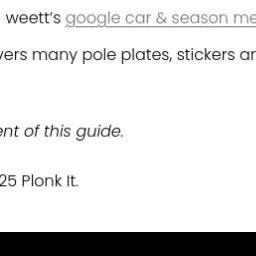 weett's google car & season me
vers many pole plates, stickers an
ent of this guide.
25 Plonk It.